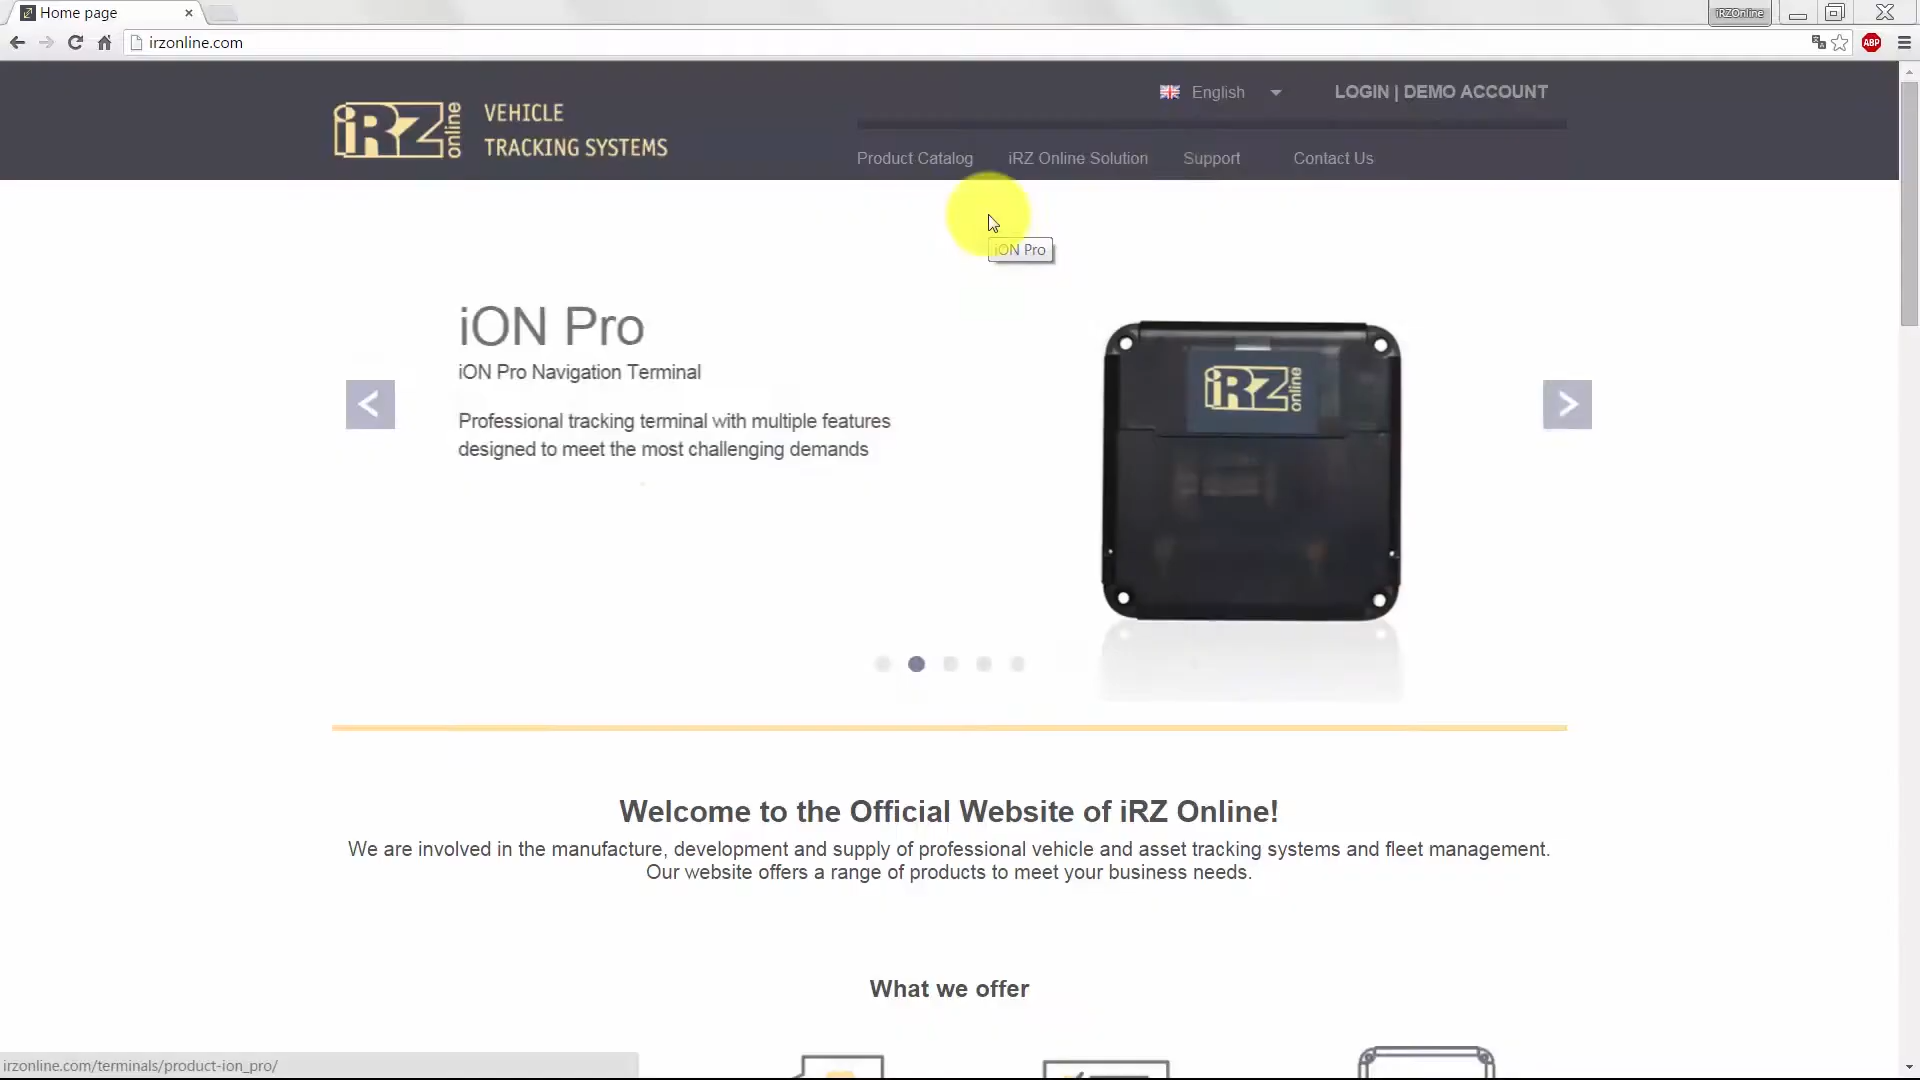 Home page
iRZOnline
irzonline.com
ABP
English
LOGIN | DEMO ACCOUNT
iRZ online
VEHICLE
TRACKING SYSTEMS
Product Catalog
iRZ Online Solution
Support
Contact Us
iON Pro
iON Pro
iON Pro Navigation Terminal
Professional tracking terminal with multiple features
designed to meet the most challenging demands
iRZ online
Welcome to the Official Website of iRZ Online!
We are involved in the manufacture, development and supply of professional vehicle and asset tracking systems and fleet management.
Our website offers a range of products to meet your business needs.
What we offer
irzonline.com/terminals/product-ion_pro/